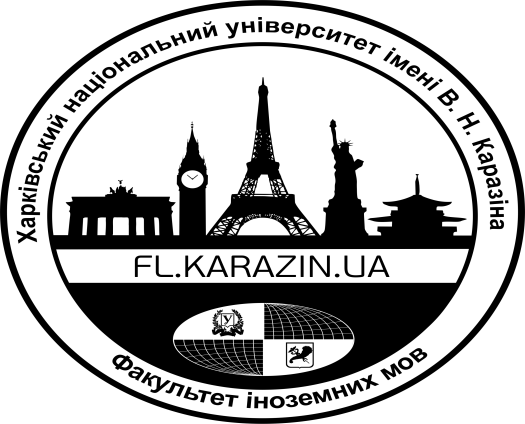 Харківський національний університет імені В. Н. Каразіна
FL.KARAZIN.UA
У
Факультет іноземних мов